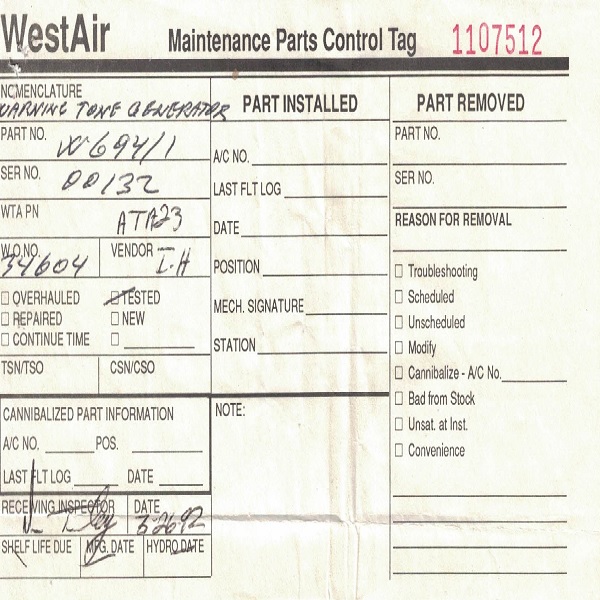 WestAir Maintenance Parts Control Tag 1107512
NOMENCLATURE
WARNING TONE GENERATOR
PART NO. W694/1
SER NO. 00132
WTA PN ATA23
W.O.NO. 34604
VENDOR I-H
OVERHAULED TESTED
REPAIRED NEW
CONTINUE TIME
TSN/TSO CSN/CSO
CANNIBALIZED PART INFORMATION
A/C NO. POS.
LAST FLT LOG DATE
RECEIVING INSPECTOR DATE
3-26-92
SHELF LIFE DUE MFG. DATE HYDRO DATE
PART INSTALLED
A/C NO.
LAST FLT LOG
DATE
POSITION
MECH. SIGNATURE
STATION
NOTE:
PART REMOVED
PART NO.
SER NO.
REASON FOR REMOVAL
Troubleshooting
Scheduled
Unscheduled
Modify
Cannibalize - A/C No.
Bad from Stock
Unsat. at Inst.
Convenience